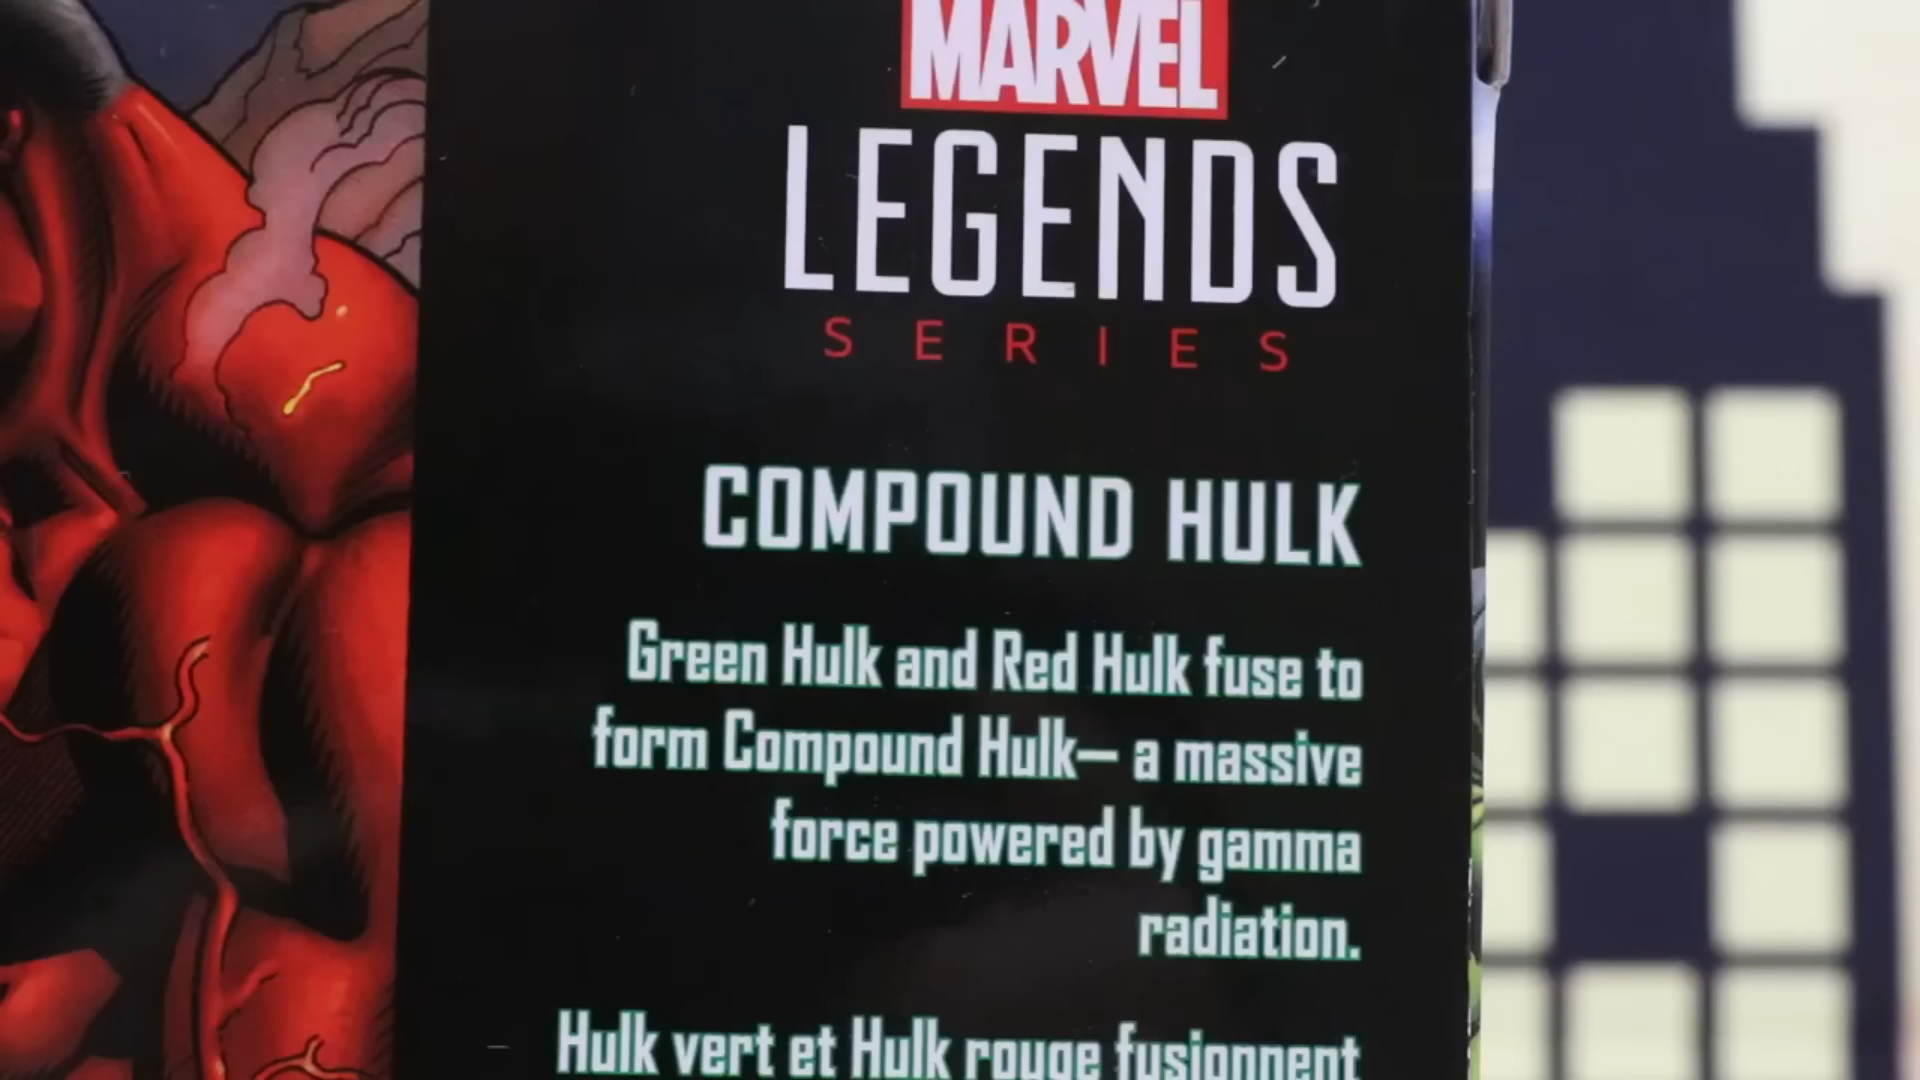 MARVEL
LEGENDS
SERIES
COMPOUND HULK
Green Hulk and Red Hulk fuse to
form Compound Hulk— a massive
force powered by gamma
radiation.
Hulk vert et Hulk rouge fusionnent